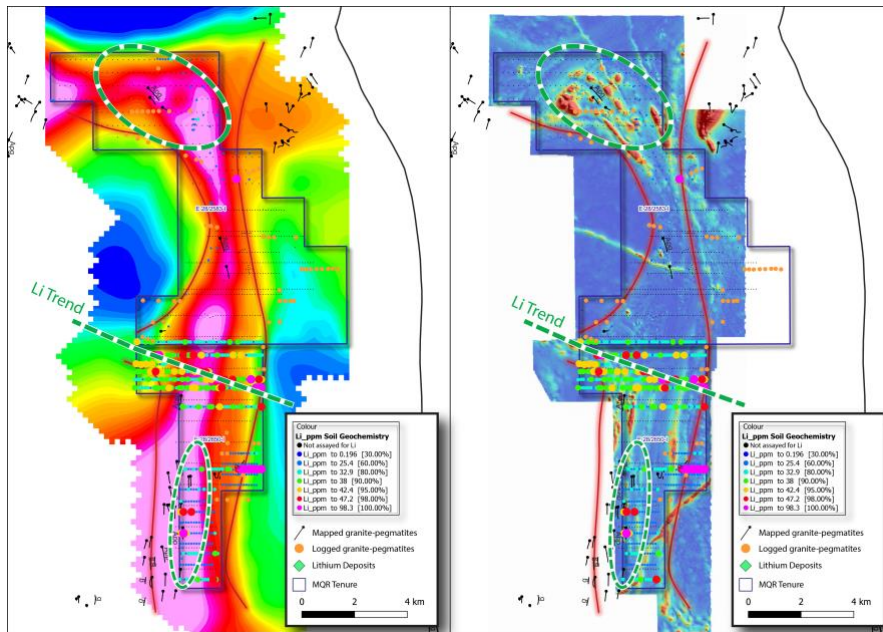 E 28/2583-I
Li Trend
Colour
Li_ppm Soil Geochemistry
Not assayed for Li
Li_ppm to 0.196 [30.00%]
Li_ppm to 25.4 [60.00%]
Li_ppm to 32.9 [80.00%]
Li_ppm to 38 [90.00%]
Li_ppm to 42.4 [95.00%]
Li_ppm to 47.2 [98.00%]
Li_ppm to 98.3 [100.00%]
Mapped granite-pegmatites
Logged granite-pegmatites
Lithium Deposits
MQR Tenure
0 2 4 km
E 28/2583-I
Li Trend
Colour
Li_ppm Soil Geochemistry
Not assayed for Li
Li_ppm to 0.196 [30.00%]
Li_ppm to 25.4 [60.00%]
Li_ppm to 32.9 [80.00%]
Li_ppm to 38 [90.00%]
Li_ppm to 42.4 [95.00%]
Li_ppm to 47.2 [98.00%]
Li_ppm to 98.3 [100.00%]
Mapped granite-pegmatites
Logged granite-pegmatites
Lithium Deposits
MQR Tenure
0 2 4 km